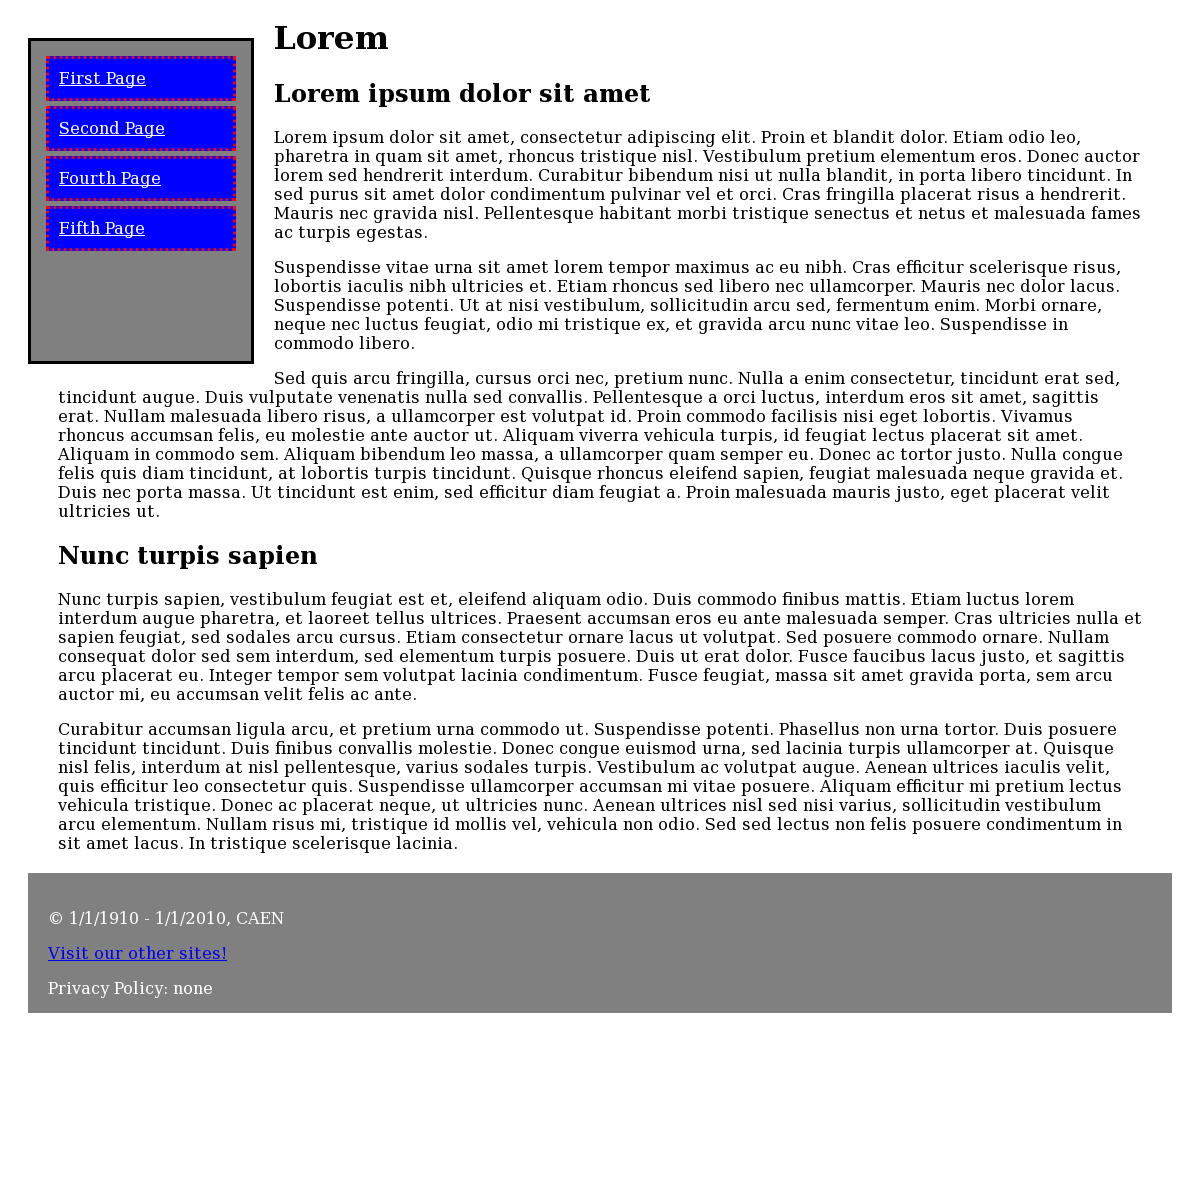 First Page
Second Page
Fourth Page
Fifth Page
Lorem
Lorem ipsum dolor sit amet
Lorem ipsum dolor sit amet, consectetur adipiscing elit. Proin et blandit dolor. Etiam odio leo,
pharetra in quam sit amet, rhoncus tristique nisl. Vestibulum pretium elementum eros. Donec auctor
lorem sed hendrerit interdum. Curabitur bibendum nisi ut nulla blandit, in porta libero tincidunt. In
sed purus sit amet dolor condimentum pulvinar vel et orci. Cras fringilla placerat risus a hendrerit.
Mauris nec gravida nisl. Pellentesque habitant morbi tristique senectus et netus et malesuada fames
ac turpis egestas.
Suspendisse vitae urna sit amet lorem tempor maximus ac eu nibh. Cras efficitur scelerisque risus,
lobortis iaculis nibh ultricies et. Etiam rhoncus sed libero nec ullamcorper. Mauris nec dolor lacus.
Suspendisse potenti. Ut at nisi vestibulum, sollicitudin arcu sed, fermentum enim. Morbi ornare,
neque nec luctus feugiat, odio mi tristique ex, et gravida arcu nunc vitae leo. Suspendisse in
commodo libero.
Sed quis arcu fringilla, cursus orci nec, pretium nunc. Nulla a enim consectetur, tincidunt erat sed,
tincidunt augue. Duis vulputate venenatis nulla sed convallis. Pellentesque a orci luctus, interdum eros sit amet, sagittis
erat. Nullam malesuada libero risus, a ullamcorper est volutpat id. Proin commodo facilisis nisi eget lobortis. Vivamus
rhoncus accumsan felis, eu molestie ante auctor ut. Aliquam viverra vehicula turpis, id feugiat lectus placerat sit amet.
Aliquam in commodo sem. Aliquam bibendum leo massa, a ullamcorper quam semper eu. Donec ac tortor justo. Nulla congue
felis quis diam tincidunt, at lobortis turpis tincidunt. Quisque rhoncus eleifend sapien, feugiat malesuada neque gravida et.
Duis nec porta massa. Ut tincidunt est enim, sed efficitur diam feugiat a. Proin malesuada mauris justo, eget placerat velit
ultricies ut.
Nunc turpis sapien
Nunc turpis sapien, vestibulum feugiat est et, eleifend aliquam odio. Duis commodo finibus mattis. Etiam luctus lorem
interdum augue pharetra, et laoreet tellus ultrices. Praesent accumsan eros eu ante malesuada semper. Cras ultricies nulla et
sapien feugiat, sed sodales arcu cursus. Etiam consectetur ornare lacus ut volutpat. Sed posuere commodo ornare. Nullam
consequat dolor sed sem interdum, sed elementum turpis posuere. Duis ut erat dolor. Fusce faucibus lacus justo, et sagittis
arcu placerat eu. Integer tempor sem volutpat lacinia condimentum. Fusce feugiat, massa sit amet gravida porta, sem arcu
auctor mi, eu accumsan velit felis ac ante.
Curabitur accumsan ligula arcu, et pretium urna commodo ut. Suspendisse potenti. Phasellus non urna tortor. Duis posuere
tincidunt tincidunt. Duis finibus convallis molestie. Donec congue euismod urna, sed lacinia turpis ullamcorper at. Quisque
nisl felis, interdum at nisl pellentesque, varius sodales turpis. Vestibulum ac volutpat augue. Aenean ultrices iaculis velit,
quis efficitur leo consectetur quis. Suspendisse ullamcorper accumsan mi vitae posuere. Aliquam efficitur mi pretium lectus
vehicula tristique. Donec ac placerat neque, ut ultricies nunc. Aenean ultrices nisl sed nisi varius, sollicitudin vestibulum
arcu elementum. Nullam risus mi, tristique id mollis vel, vehicula non odio. Sed sed lectus non felis posuere condimentum in
sit amet lacus. In tristique scelerisque lacinia.
© 1/1/1910 - 1/1/2010, CAEN
Visit our other sites!
Privacy Policy: none